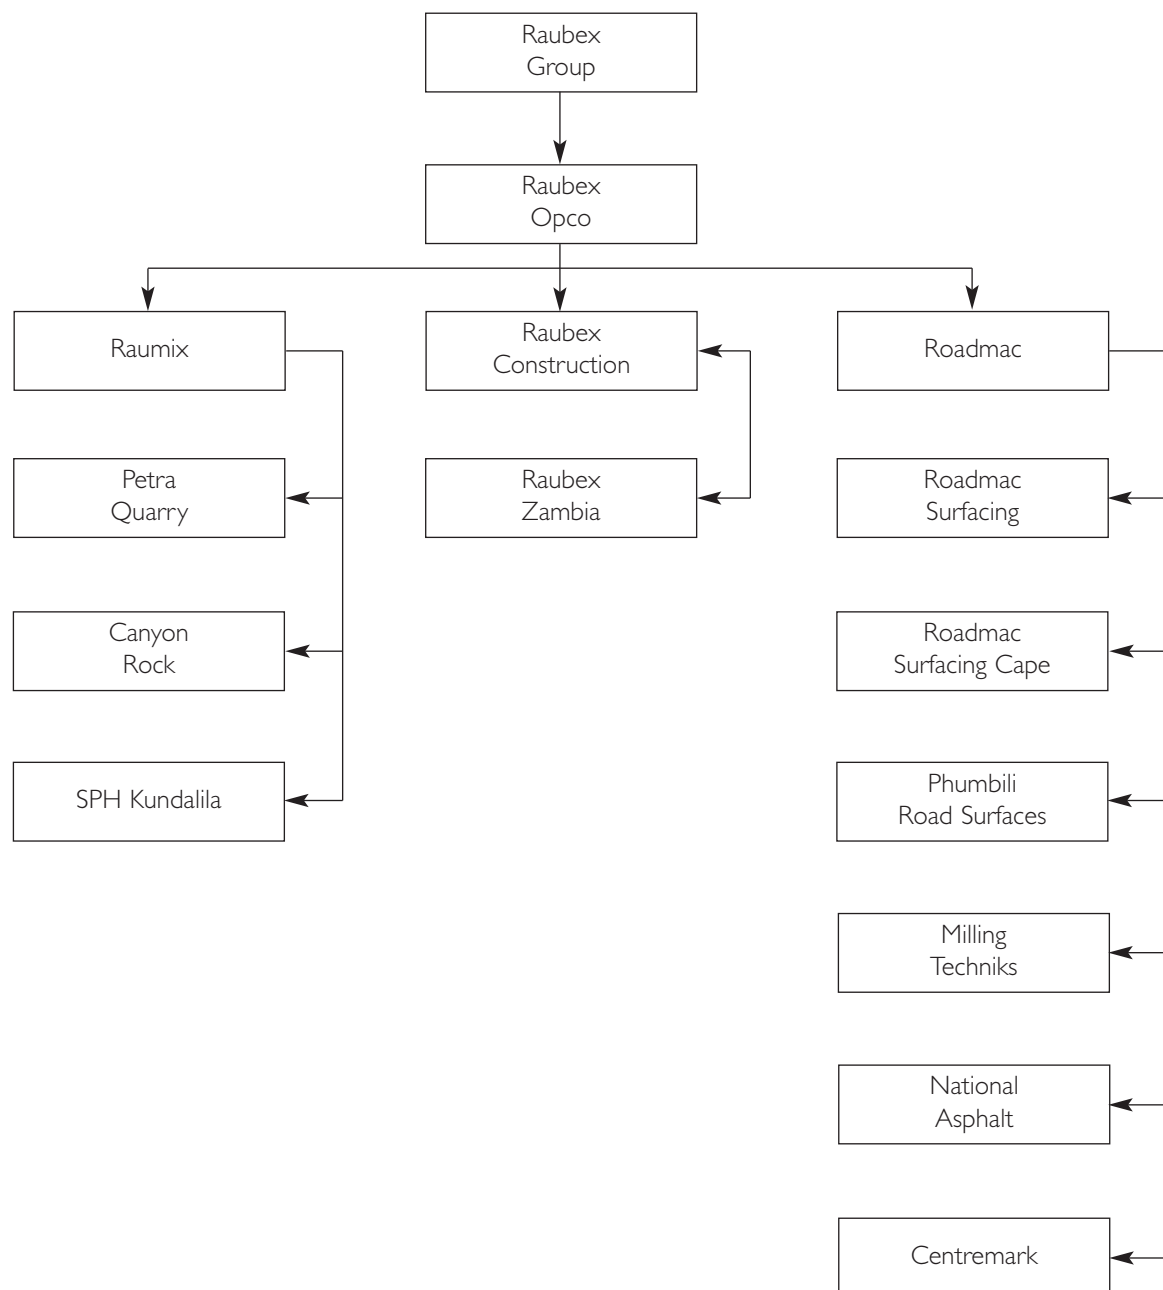 Raubex
Group
Raubex
Opco
Raumix
Raubex
Construction
Roadmac
Petra
Quarry
Raubex
Zambia
Roadmac
Surfacing
Canyon
Rock
Roadmac
Surfacing Cape
SPH Kundalila
Phumbili
Road Surfaces
Milling
Techniks
National
Asphalt
Centremark